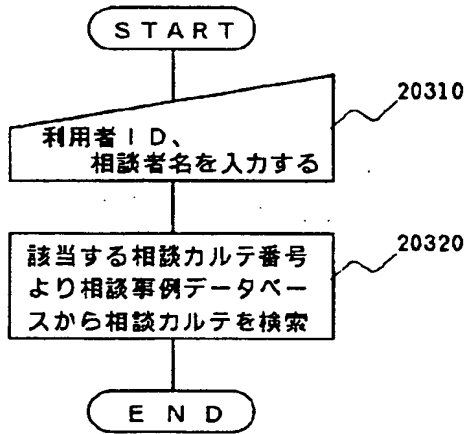 START
20310
利用者ID、
相談者名を入力する
20320
該当する相談カルテ番号
より相談事例データベー
スから相談カルテを検索
END